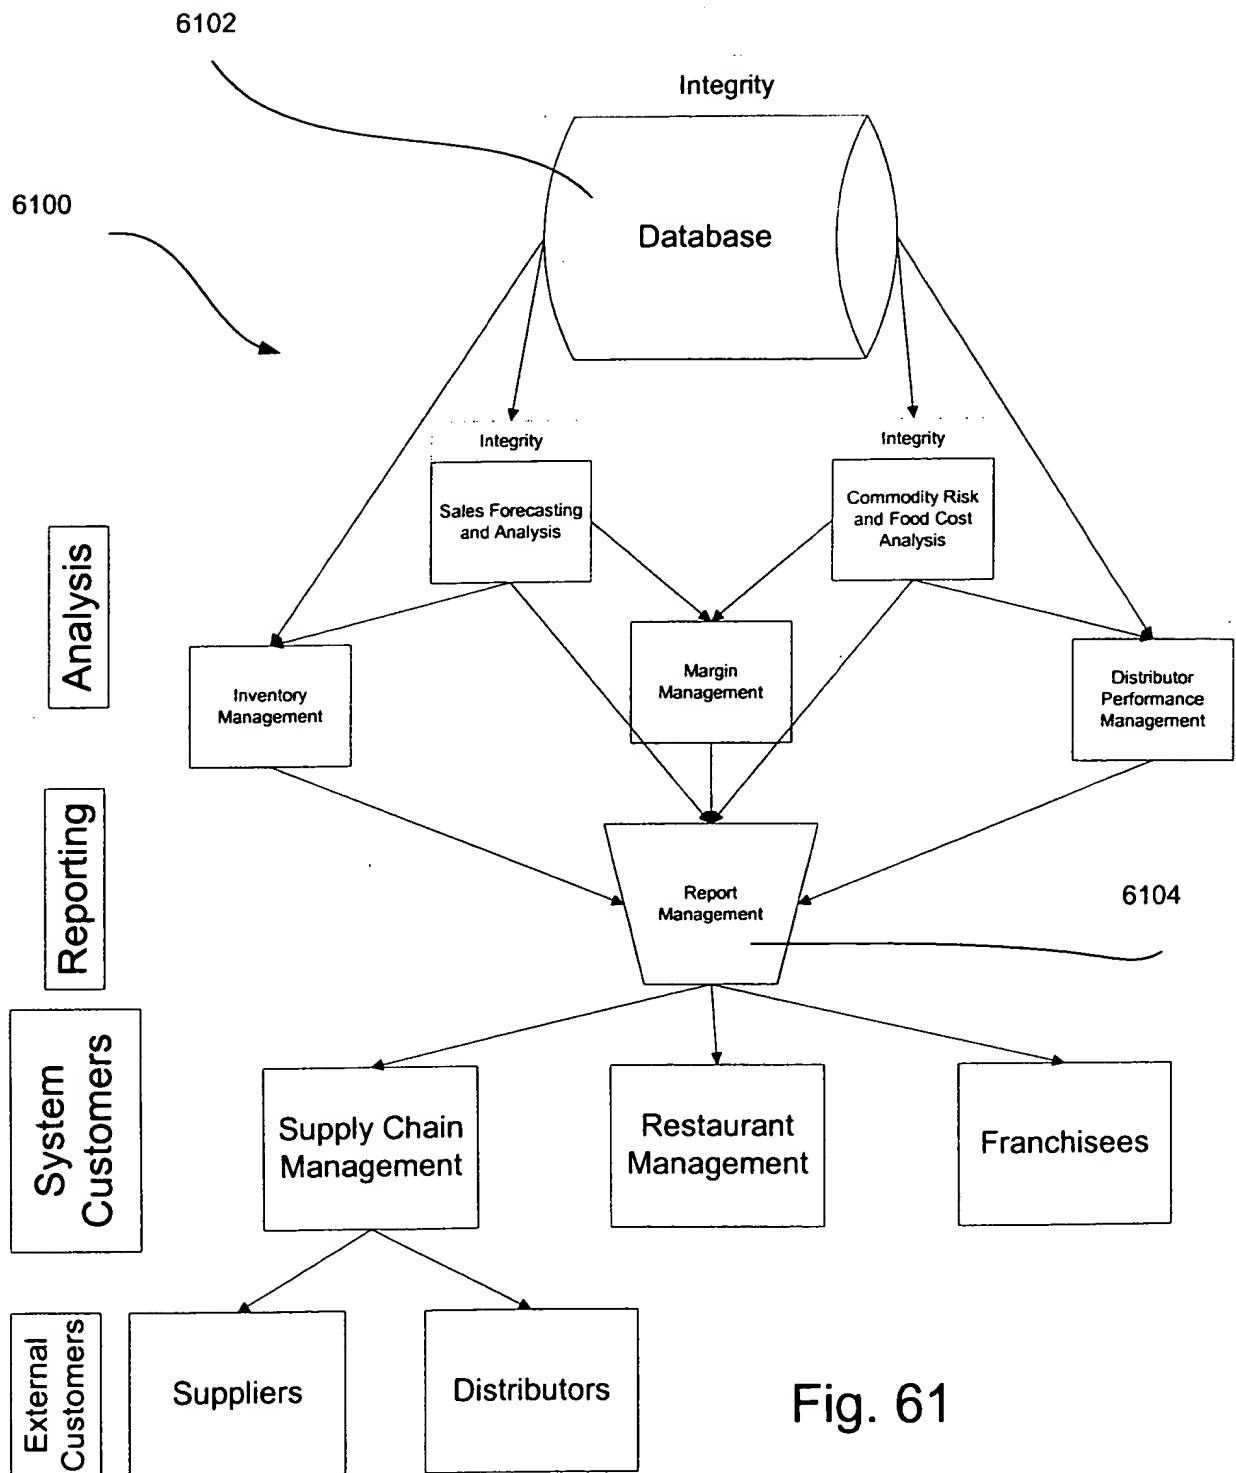 6102
Integrity
6100
Database
Integrity
Integrity
Sales Forecasting
and Analysis
Commodity Risk
and Food Cost
Analysis
Analysis
Inventory
Management
Margin
Management
Distributor
Performance
Management
Reporting
Report
Management
6104
System
Customers
Supply Chain
Management
Restaurant
Management
Franchisees
External
Customers
Suppliers
Distributors
Fig. 61